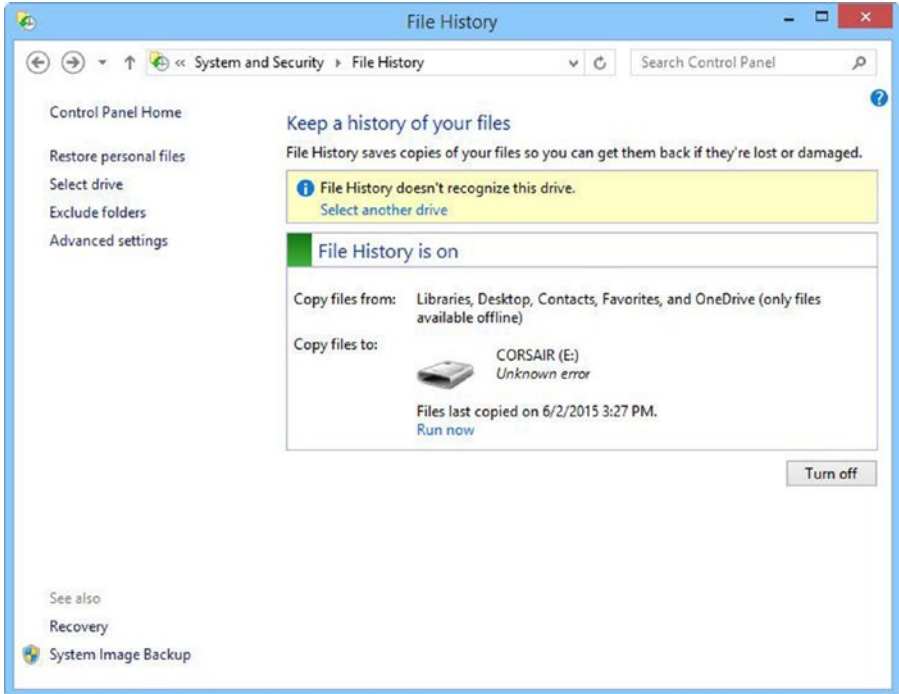 File History
« System and Security ▸ File History
Search Control Panel
Control Panel Home
Restore personal files
Select drive
Exclude folders
Advanced settings
Keep a history of your files
File History saves copies of your files so you can get them back if they're lost or damaged.
File History doesn't recognize this drive.
Select another drive
File History is on
Copy files from: Libraries, Desktop, Contacts, Favorites, and OneDrive (only files
available offline)
Copy files to:
CORSAIR (E:)
Unknown error
Files last copied on 6/2/2015 3:27 PM.
Run now
Turn off
See also
Recovery
System Image Backup